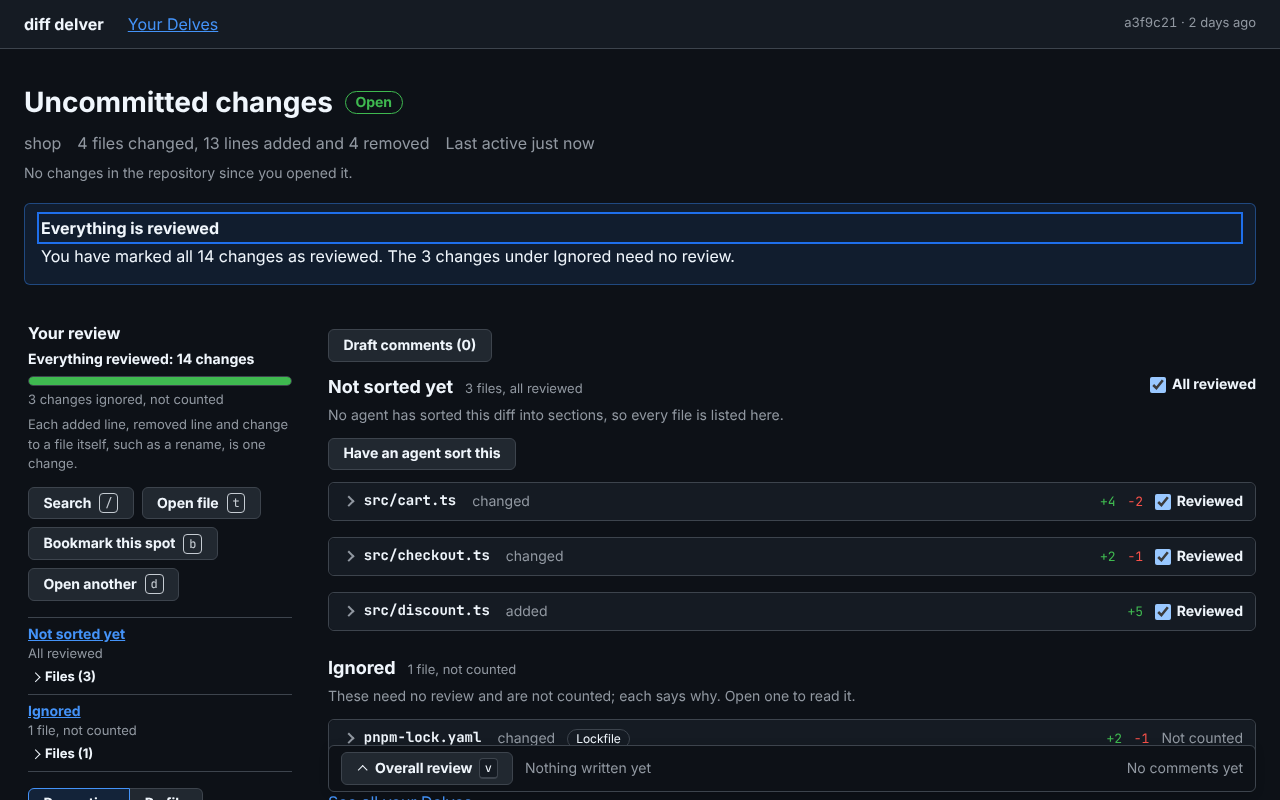 diff delver Your Delves a3f9c21 · 2 days ago
Uncommitted changes Open
shop 4 files changed, 13 lines added and 4 removed Last active just now
No changes in the repository since you opened it.
Everything is reviewed
You have marked all 14 changes as reviewed. The 3 changes under Ignored need no review.
Your review
Everything reviewed: 14 changes
3 changes ignored, not counted
Each added line, removed line and change
to a file itself, such as a rename, is one
change.
Search /
Open file t
Bookmark this spot b
Open another d
Not sorted yet
All reviewed
Files (3)
Ignored
1 file, not counted
Files (1)
Draft comments (0)
Not sorted yet 3 files, all reviewed All reviewed
No agent has sorted this diff into sections, so every file is listed here.
Have an agent sort this
src/cart.ts changed +4 -2 Reviewed
src/checkout.ts changed +2 -1 Reviewed
src/discount.ts added +5 Reviewed
Ignored 1 file, not counted
These need no review and are not counted; each says why. Open one to read it.
pnpm-lock.yaml changed Lockfile +2 -1 Not counted
Overall review v Nothing written yet No comments yet